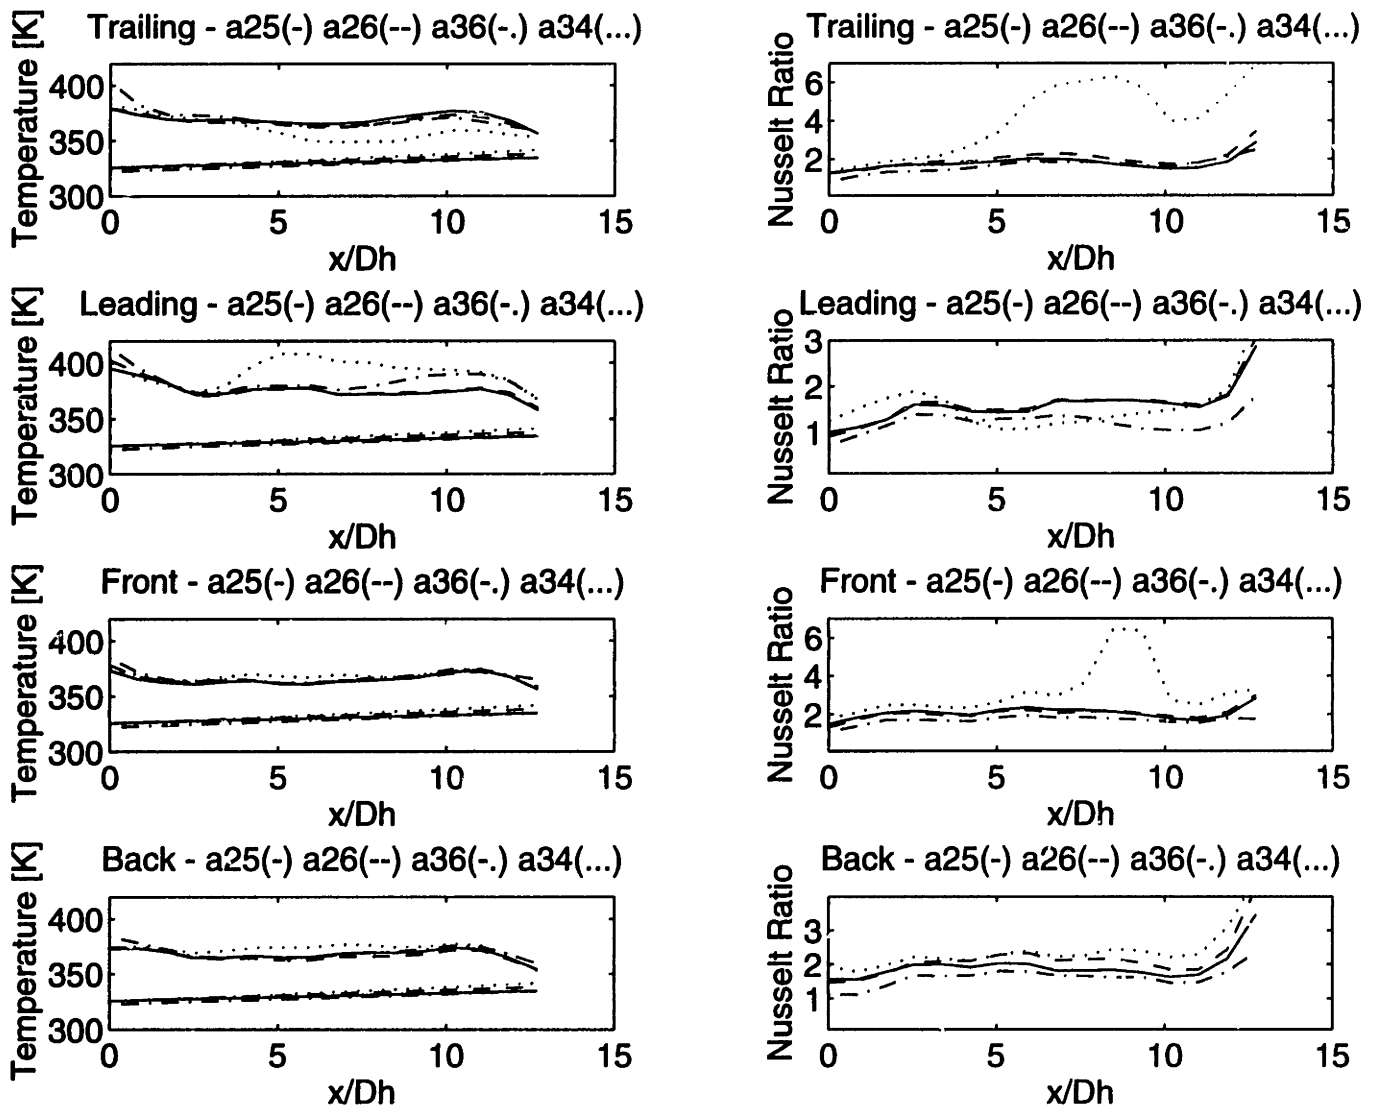 Trailing - a25(-) a26(--) a36(-.) a34(...)
Temperature [K]
400
350
300
0 5 10 15
x/Dh
Trailing - a25(-) a26(--) a36(-.) a34(...)
Nusselt Ratio
6
4
2
0 5 10 15
x/Dh
Leading - a25(-) a26(--) a36(-.) a34(...)
Temperature [K]
400
350
300
0 5 10 15
x/Dh
Leading - a25(-) a26(--) a36(-.) a34(...)
Nusselt Ratio
3
2
1
0 5 10 15
x/Dh
Front - a25(-) a26(--) a36(-.) a34(...)
Temperature [K]
400
350
300
0 5 10 15
x/Dh
Front - a25(-) a26(--) a36(-.) a34(...)
Nusselt Ratio
6
4
2
0 5 10 15
x/Dh
Back - a25(-) a26(--) a36(-.) a34(...)
Temperature [K]
400
350
300
0 5 10 15
x/Dh
Back - a25(-) a26(--) a36(-.) a34(...)
Nusselt Ratio
3
2
1
0 5 10 15
x/Dh